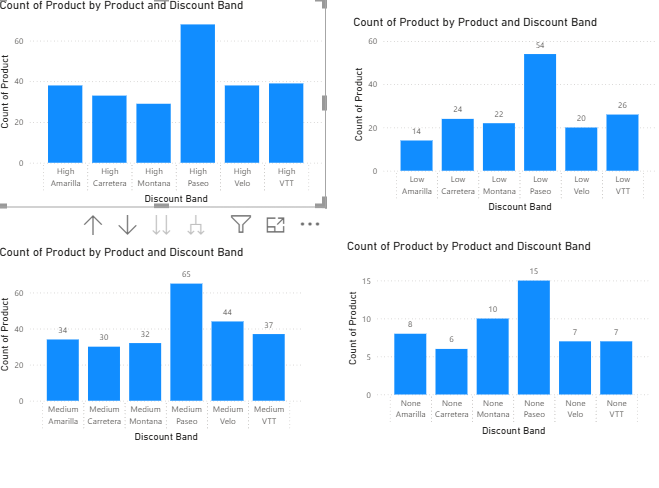 Count of Product by Product and Discount Band
Count of Product
60
40
20
0
High Amarilla
High Carretera
High Montana
High Paseo
High Velo
High VTT
Discount Band
Count of Product by Product and Discount Band
Count of Product
60
40
20
0
14
24
22
54
20
26
Low Amarilla
Low Carretera
Low Montana
Low Paseo
Low Velo
Low VTT
Discount Band
Count of Product by Product and Discount Band
Count of Product
60
40
20
0
34
30
32
65
44
37
Medium Amarilla
Medium Carretera
Medium Montana
Medium Paseo
Medium Velo
Medium VTT
Discount Band
Count of Product by Product and Discount Band
Count of Product
15
10
5
0
8
6
10
15
7
7
None Amarilla
None Carretera
None Montana
None Paseo
None Velo
None VTT
Discount Band